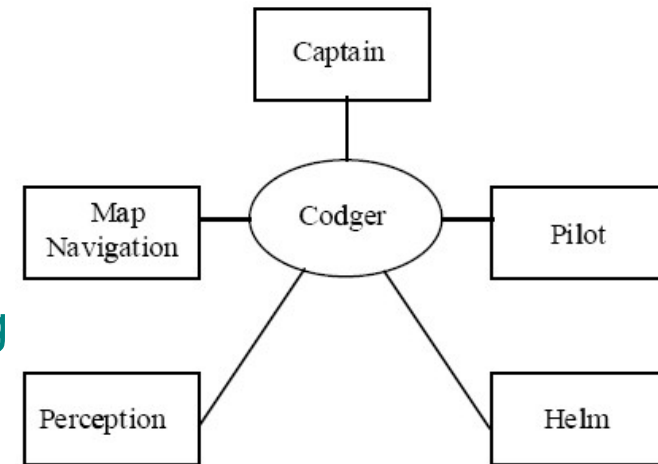 Captain
Map
Navigation
Codger
Pilot
g
Perception
Helm